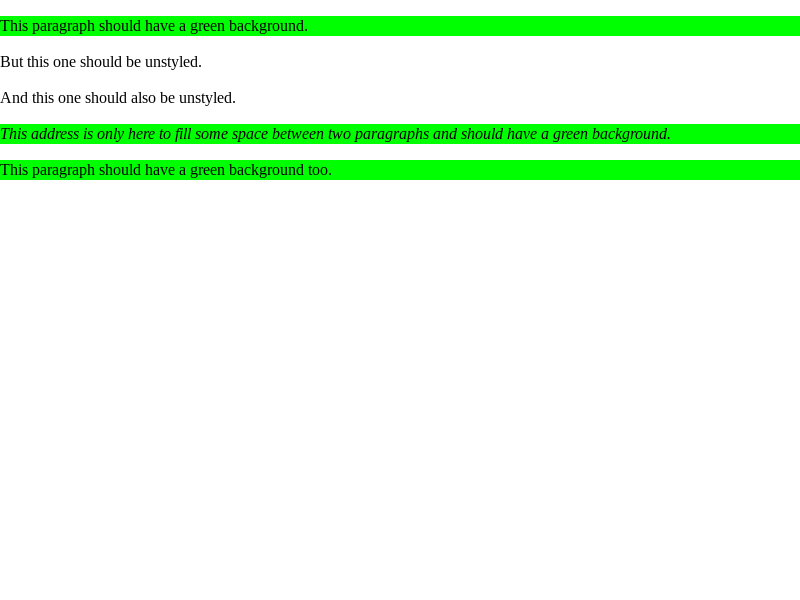 This paragraph should have a green background.
But this one should be unstyled.
And this one should also be unstyled.
This address is only here to fill some space between two paragraphs and should have a green background.
This paragraph should have a green background too.